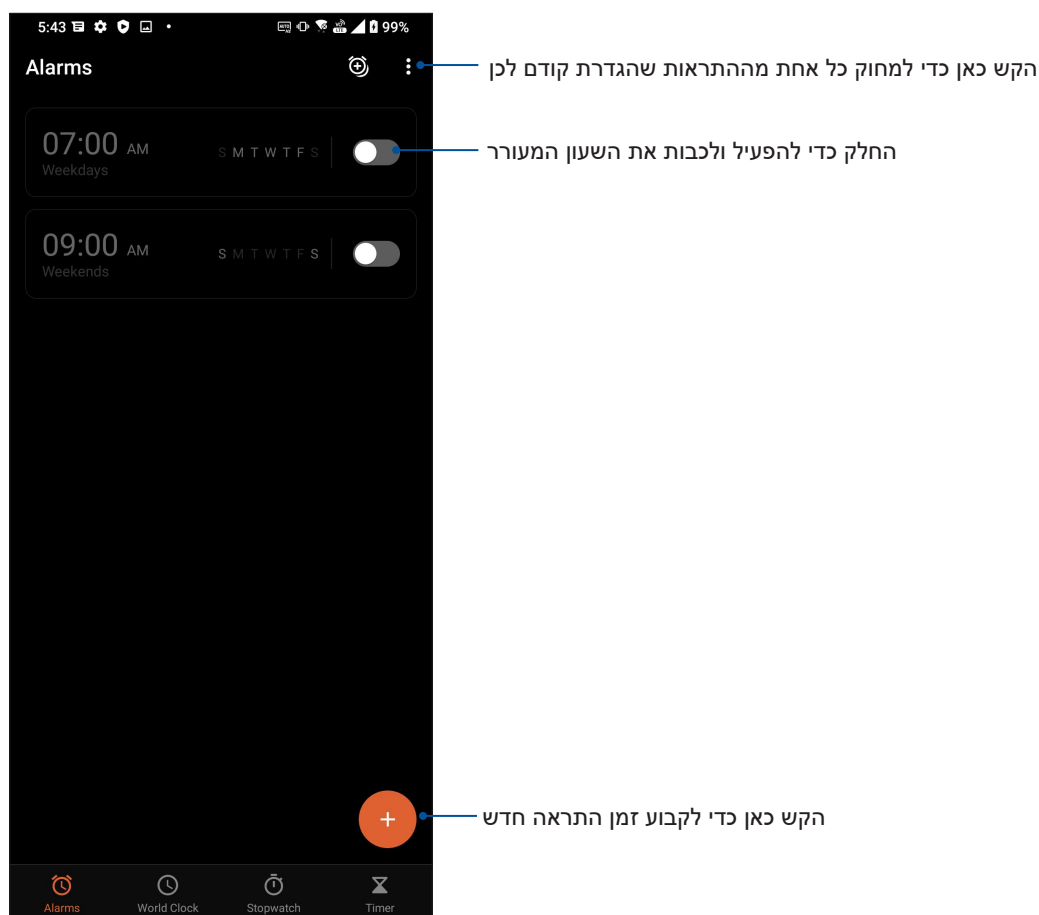 5:43 99%
Alarms
הקש כאן כדי למחוק כל אחת מההתראות שהגדרת קודם לכן
07:00 AM S M T W T F S
Weekdays
החלק כדי להפעיל ולכבות את השעון המעורר
09:00 AM S M T W T F S
Weekends
הקש כאן כדי לקבוע זמן התראה חדש
Alarms World Clock Stopwatch Timer